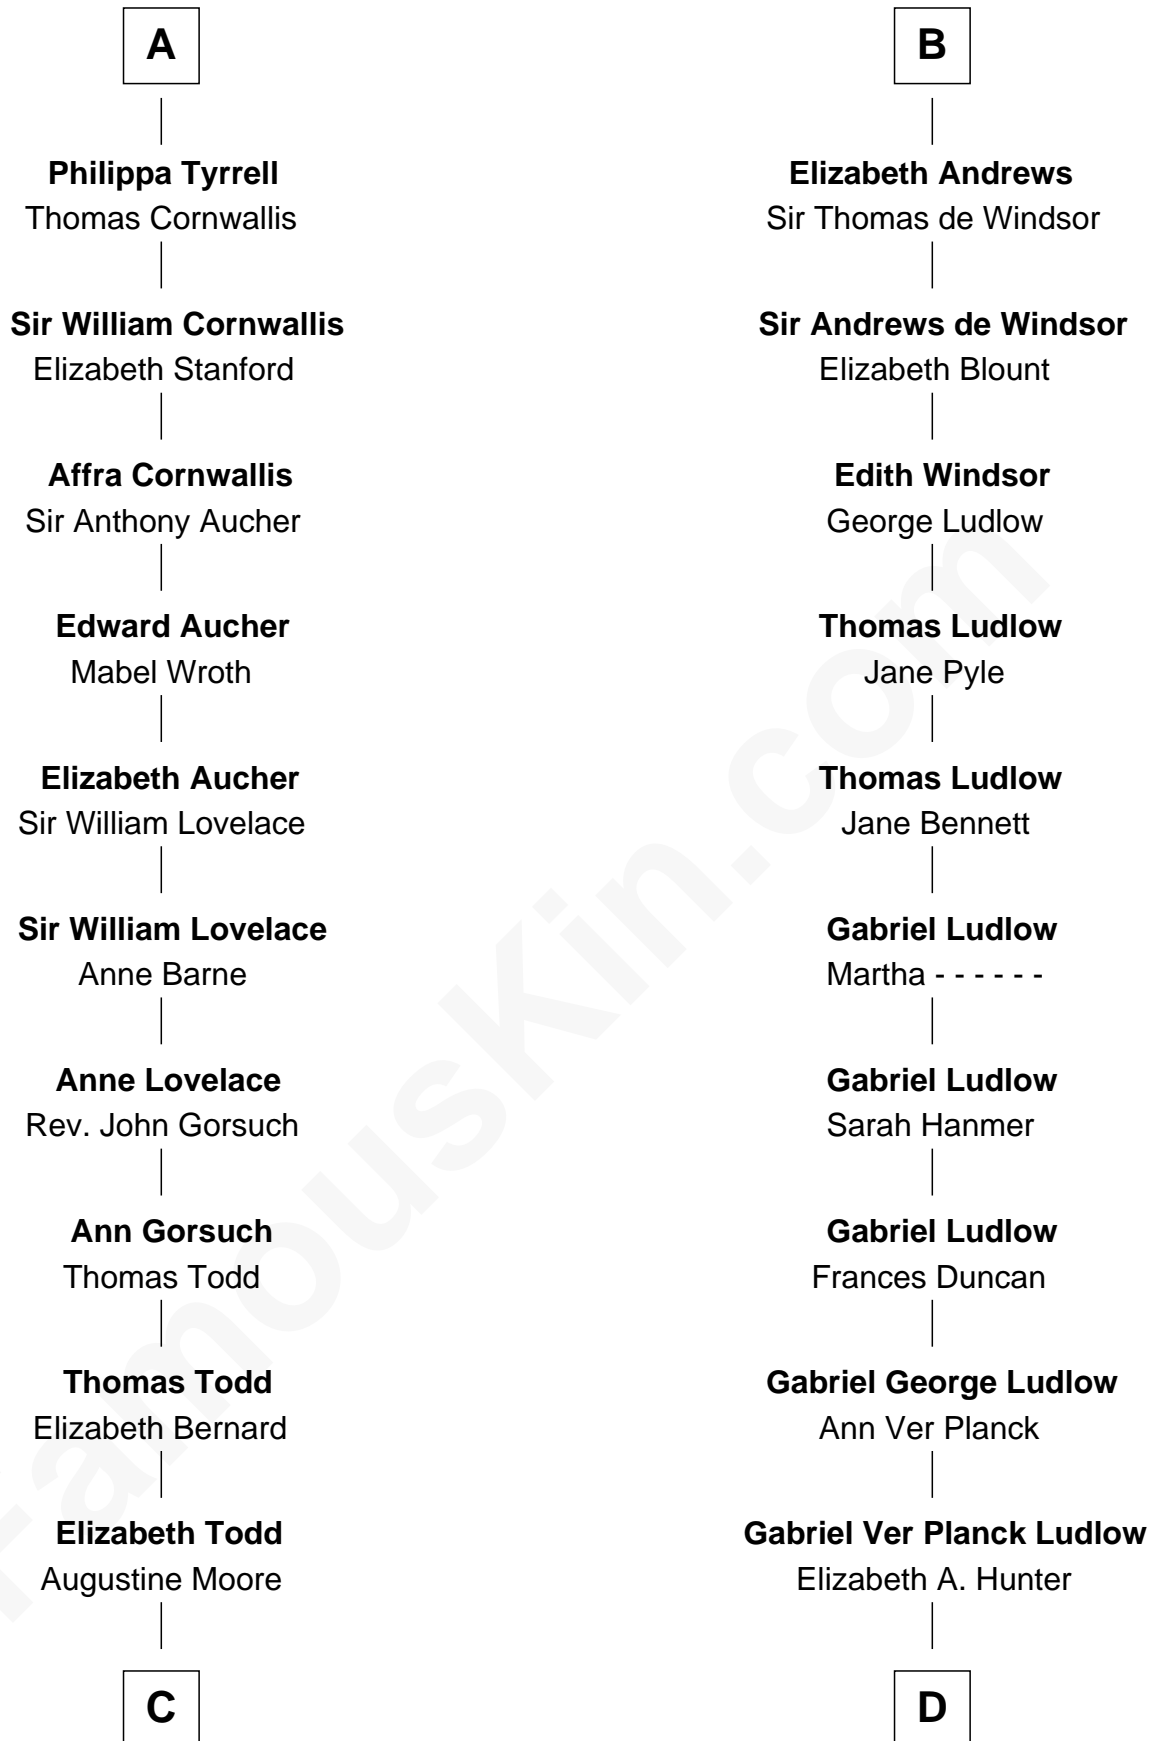 A
Philippa Tyrrell
Thomas Cornwallis
Sir William Cornwallis
Elizabeth Stanford
Affra Cornwallis
Sir Anthony Aucher
Edward Aucher
Mabel Wroth
Elizabeth Aucher
Sir William Lovelace
Sir William Lovelace
Anne Barne
Anne Lovelace
Rev. John Gorsuch
Ann Gorsuch
Thomas Todd
Thomas Todd
Elizabeth Bernard
Elizabeth Todd
Augustine Moore
C
B
Elizabeth Andrews
Sir Thomas de Windsor
Sir Andrews de Windsor
Elizabeth Blount
Edith Windsor
George Ludlow
Thomas Ludlow
Jane Pyle
Thomas Ludlow
Jane Bennett
Gabriel Ludlow
Martha - - - - - -
Gabriel Ludlow
Sarah Hanmer
Gabriel Ludlow
Frances Duncan
Gabriel George Ludlow
Ann Ver Planck
Gabriel Ver Planck Ludlow
Elizabeth A. Hunter
D
FamousKin.com